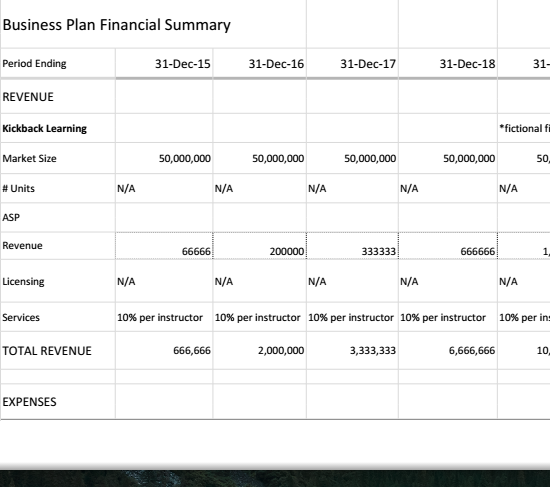 Business Plan Financial Summary
Period Ending 31-Dec-15 31-Dec-16 31-Dec-17 31-Dec-18 31-
REVENUE
Kickback Learning *fictional fi
Market Size 50,000,000 50,000,000 50,000,000 50,000,000 50,
# Units N/A N/A N/A N/A N/A
ASP
Revenue 66666 200000 333333 666666 1,
Licensing N/A N/A N/A N/A N/A
Services 10% per instructor 10% per instructor 10% per instructor 10% per instructor 10% per ins
TOTAL REVENUE 666,666 2,000,000 3,333,333 6,666,666 10,
EXPENSES